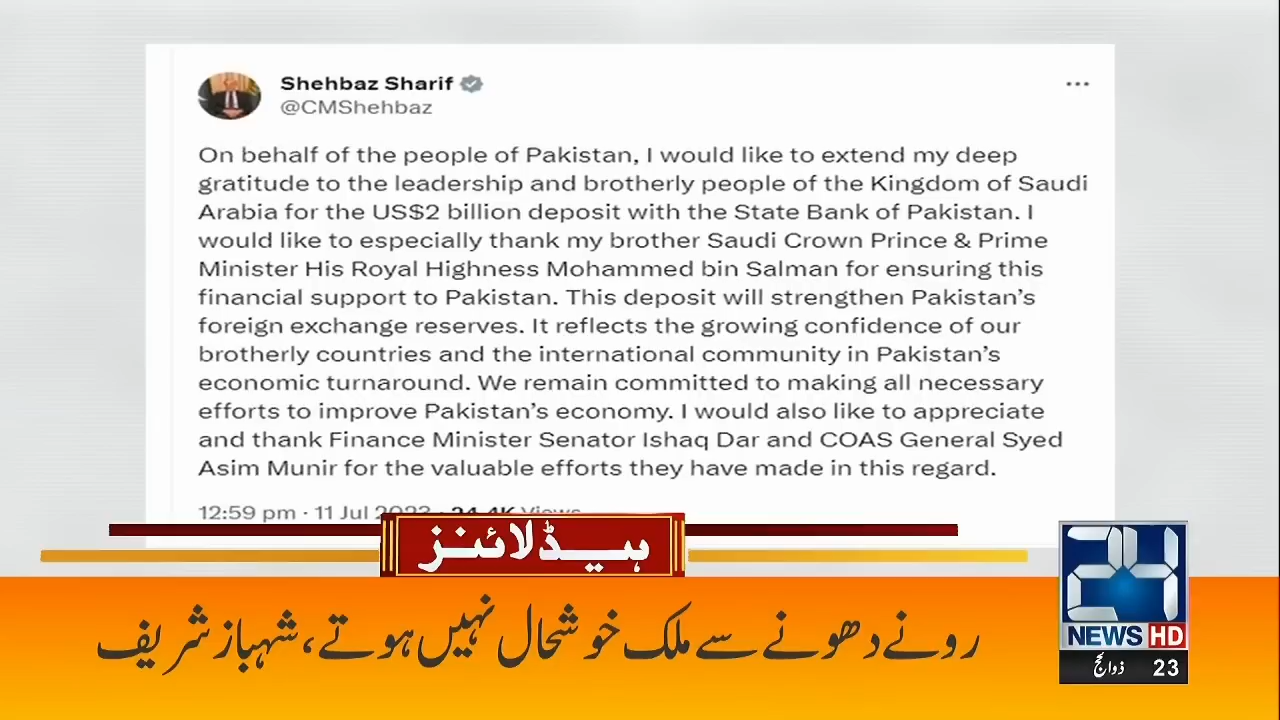 Shehbaz Sharif
@CMShehbaz
On behalf of the people of Pakistan, I would like to extend my deep
gratitude to the leadership and brotherly people of the Kingdom of Saudi
Arabia for the US$2 billion deposit with the State Bank of Pakistan. I
would like to especially thank my brother Saudi Crown Prince & Prime
Minister His Royal Highness Mohammed bin Salman for ensuring this
financial support to Pakistan. This deposit will strengthen Pakistan’s
foreign exchange reserves. It reflects the growing confidence of our
brotherly countries and the international community in Pakistan’s
economic turnaround. We remain committed to making all necessary
efforts to improve Pakistan’s economy. I would also like to appreciate
and thank Finance Minister Senator Ishaq Dar and COAS General Syed
Asim Munir for the valuable efforts they have made in this regard.
12:59 pm · 11 Jul 2023 · 24.4K Views
ہیڈلائنز
رونے دھونے سے ملک خوشحال نہیں ہوتے، شہباز شریف
24
NEWS HD
23 ذوالحج